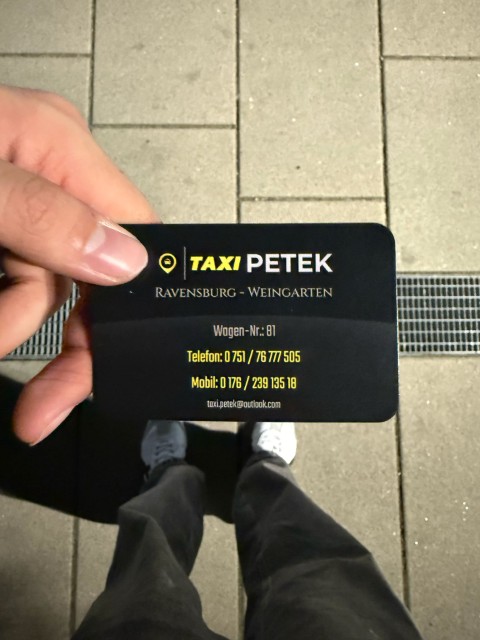 TAXI PETEK
RAVENSBURG - WEINGARTEN
Wagen-Nr.: 81
Telefon: 0 751 / 76 777 505
Mobil: 0 176 / 239 135 18
taxi.petek@outlook.com